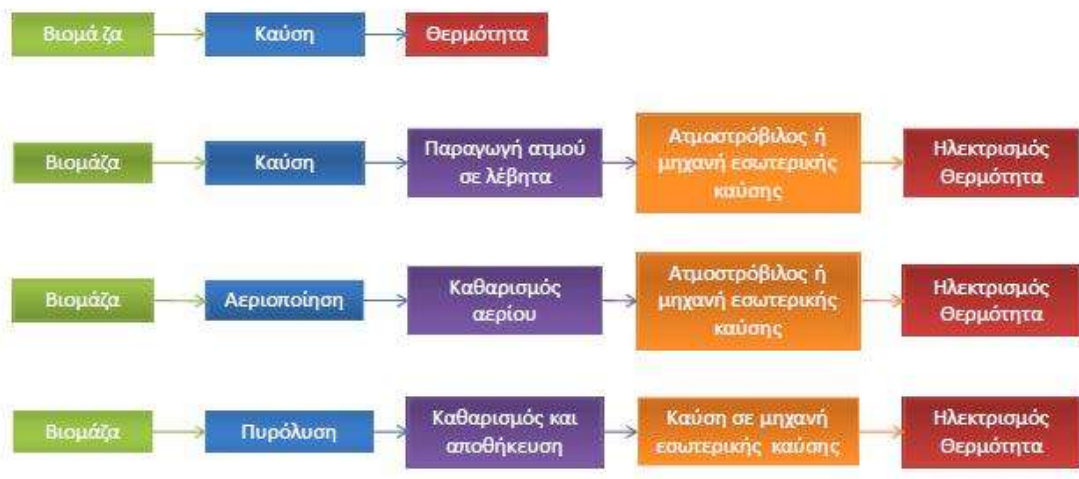 Βιομά ζα Καύση Θερμότητα
Βιομάζα Καύση Παραγωγή ατμού σε λέβητα Ατμοστρόβιλος ή μηχανή εσωτερικής καύσης Ηλεκτρισμός Θερμότητα
Βιομάζα Αεριοποίηση Καθαρισμός αερίου Ατμοστρόβιλος ή μηχανή εσωτερικής καύσης Ηλεκτρισμός Θερμότητα
Βιομάζα Πυρόλυση Καθαρισμός και αποθήκευση Καύση σε μηχανή εσωτερικής καύσης Ηλεκτρισμός Θερμότητα